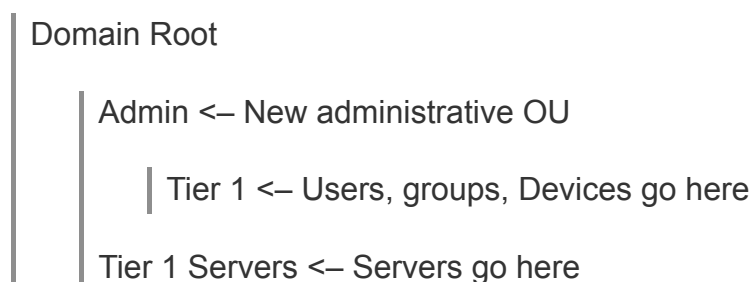 Domain Root
Admin <– New administrative OU
Tier 1 <– Users, groups, Devices go here
Tier 1 Servers <– Servers go here